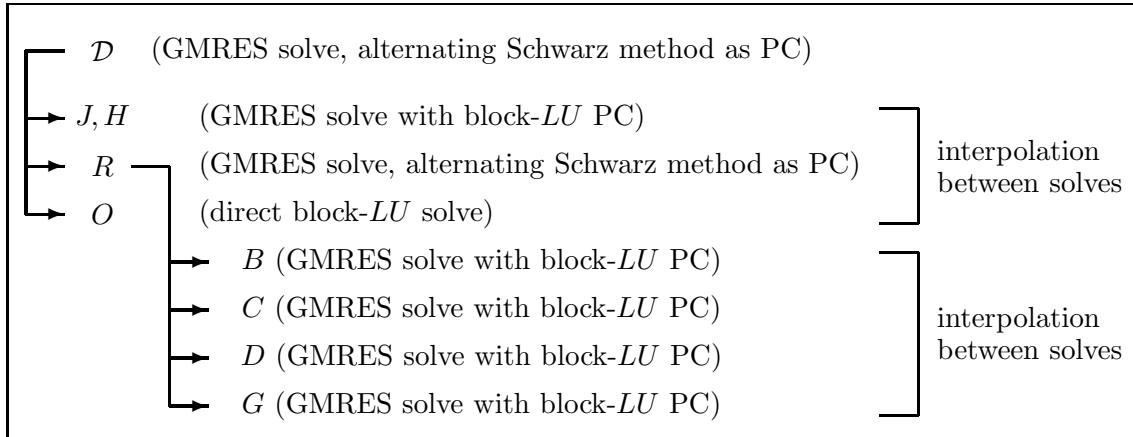 𝒟 (GMRES solve, alternating Schwarz method as PC)
J, H (GMRES solve with block-LU PC)
R (GMRES solve, alternating Schwarz method as PC)
O (direct block-LU solve)
interpolation
between solves
B (GMRES solve with block-LU PC)
C (GMRES solve with block-LU PC)
D (GMRES solve with block-LU PC)
G (GMRES solve with block-LU PC)
interpolation
between solves